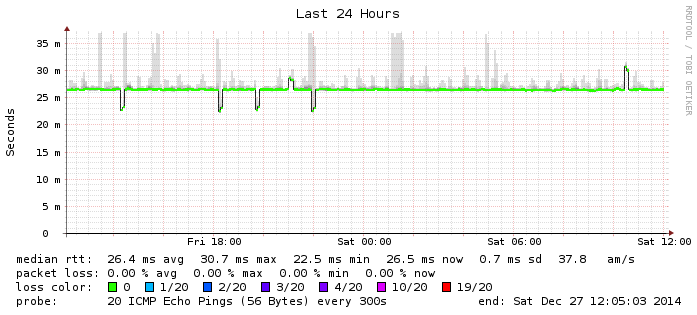 Last 24 Hours
RRDTOOL / TOBI OETIKER
Seconds
35 m
30 m
25 m
20 m
15 m
10 m
5 m
0
Fri 18:00 Sat 00:00 Sat 06:00 Sat 12:00
median rtt: 26.4 ms avg 30.7 ms max 22.5 ms min 26.5 ms now 0.7 ms sd 37.8 am/s
packet loss: 0.00 % avg 0.00 % max 0.00 % min 0.00 % now
loss color: 0 1/20 2/20 3/20 4/20 10/20 19/20
probe: 20 ICMP Echo Pings (56 Bytes) every 300s end: Sat Dec 27 12:05:03 2014